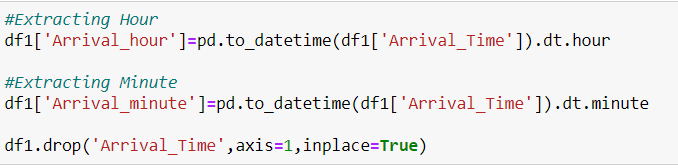 #Extracting Hour
df1['Arrival_hour']=pd.to_datetime(df1['Arrival_Time']).dt.hour
#Extracting Minute
df1['Arrival_minute']=pd.to_datetime(df1['Arrival_Time']).dt.minute
df1.drop('Arrival_Time',axis=1,inplace=True)